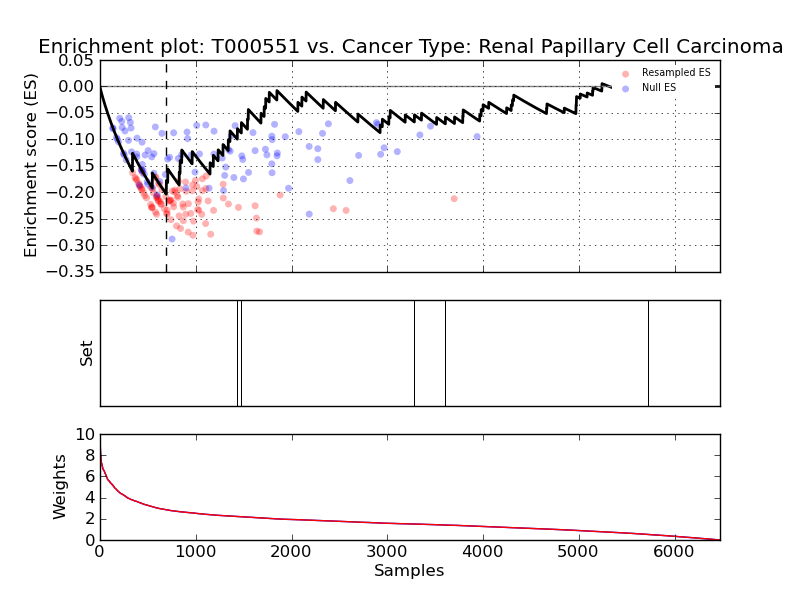 Enrichment plot: T000551 vs. Cancer Type: Renal Papillary Cell Carcinoma
Enrichment score (ES)
0.05
0.00
−0.05
−0.10
−0.15
−0.20
−0.25
−0.30
−0.35
Resampled ES
Null ES
Set
Weights
10
8
6
4
2
0
0 1000 2000 3000 4000 5000 6000
Samples